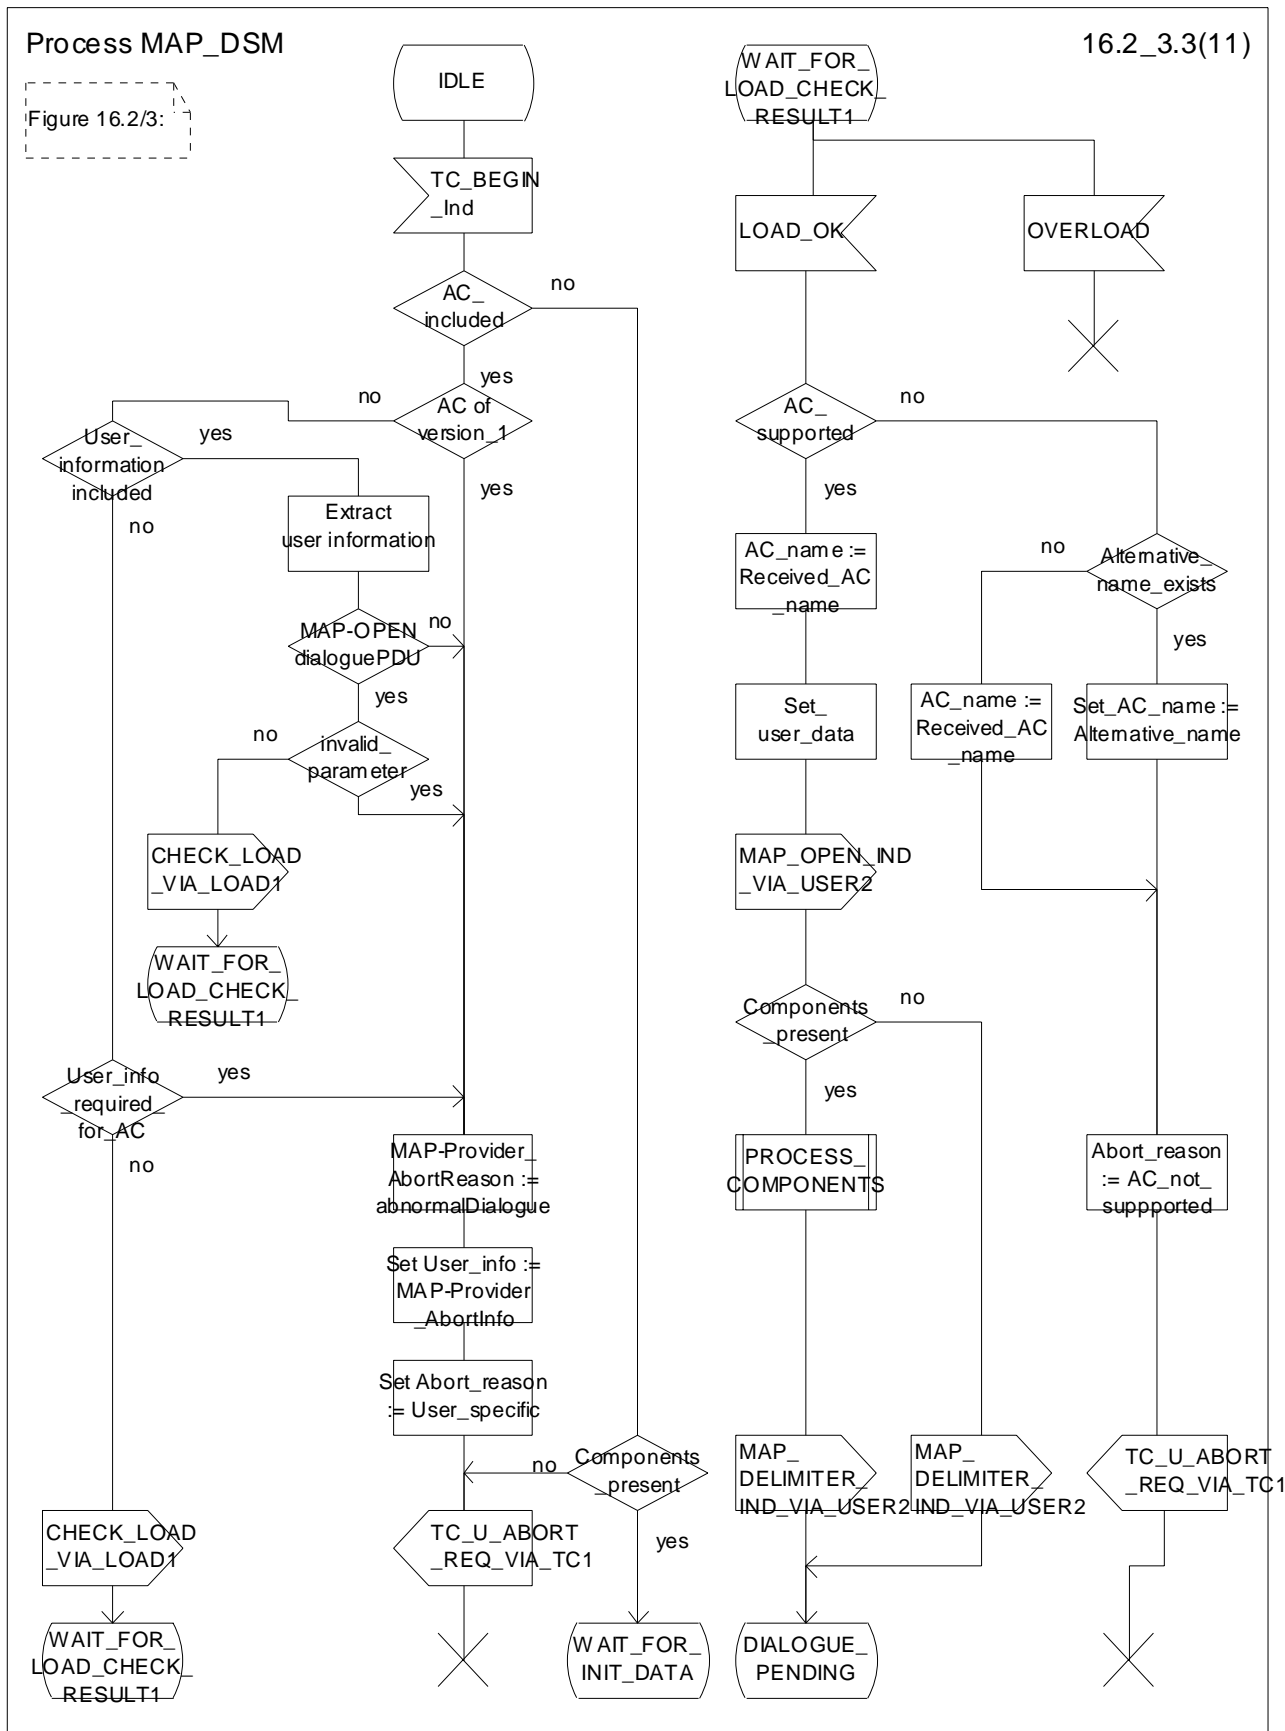 Process MAP_DSM
16.2_3.3(11)
Figure 16.2/3:
IDLE
TC_BEGIN
_Ind
AC_
included
no
yes
AC of
version_1
no
yes
User_
information
included
yes
no
Extract
user information
MAP-OPEN
dialoguePDU
no
yes
invalid_
parameter
no
yes
CHECK_LOAD
_VIA_LOAD1
WAIT_FOR_
LOAD_CHECK_
RESULT1
User_info
_required_
for_AC
yes
no
MAP-Provider_
AbortReason :=
abnormalDialogue
Set User_info :=
MAP-Provider
_AbortInfo
Set Abort_reason
:= User_specific
Components
_present
no
yes
CHECK_LOAD
_VIA_LOAD1
TC_U_ABORT
_REQ_VIA_TC1
WAIT_FOR_
LOAD_CHECK_
RESULT1
WAIT_FOR_
INIT_DATA
WAIT_FOR_
LOAD_CHECK_
RESULT1
LOAD_OK
OVERLOAD
AC_
supported
no
yes
AC_name :=
Received_AC
_name
Alternative_
name_exists
no
yes
Set_
user_data
AC_name :=
Received_AC
_name
Set_AC_name :=
Alternative_name
MAP_OPEN_IND
_VIA_USER2
Components
_present
no
yes
PROCESS_
COMPONENTS
Abort_reason
:= AC_not_
suppported
MAP_
DELIMITER_
IND_VIA_USER2
MAP_
DELIMITER_
IND_VIA_USER2
TC_U_ABORT
_REQ_VIA_TC1
DIALOGUE_
PENDING